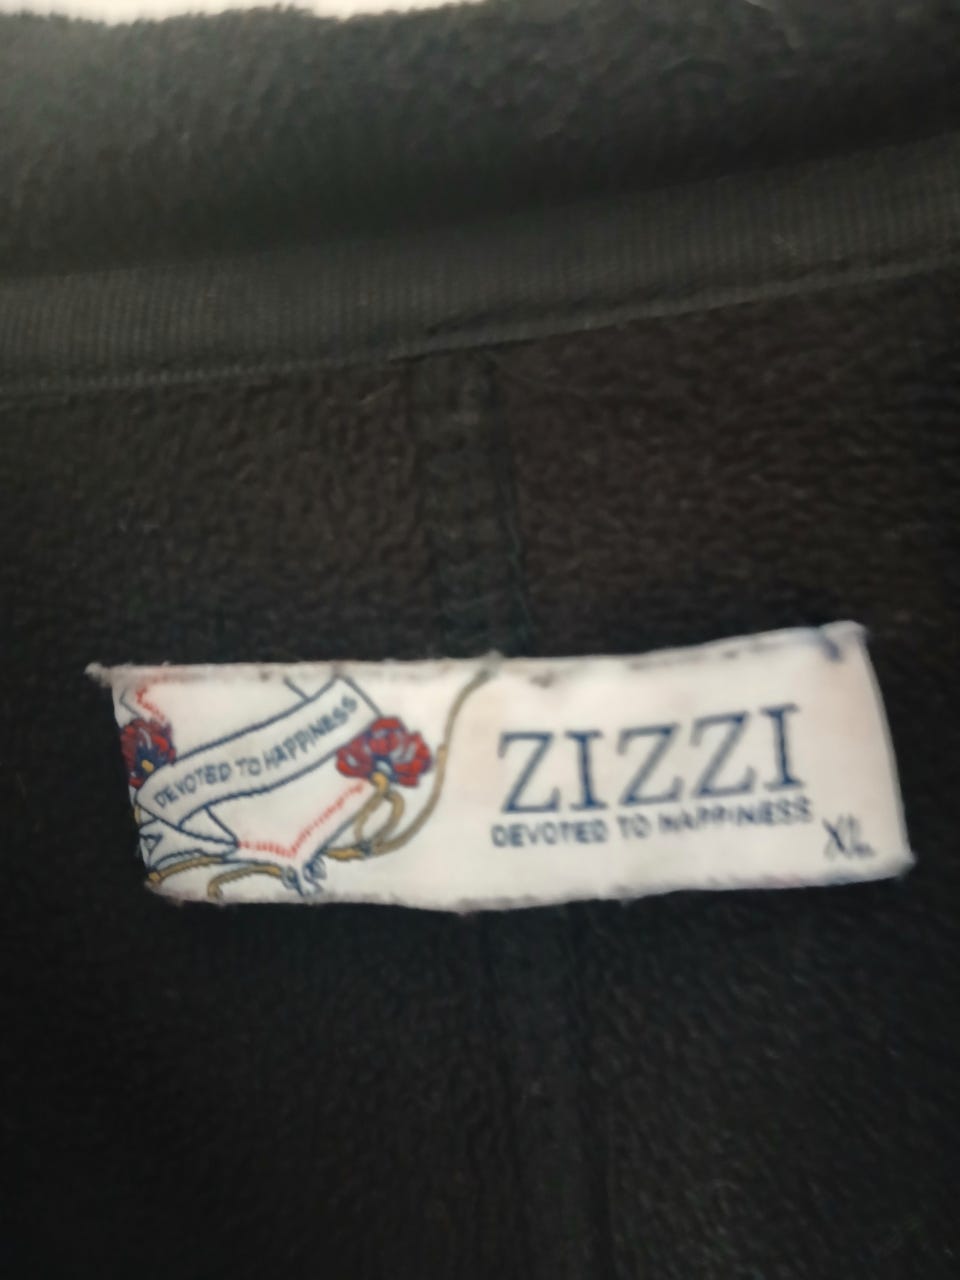 DEVOTED TO HAPPINESS
ZIZZI
DEVOTED TO HAPPINESS
XL